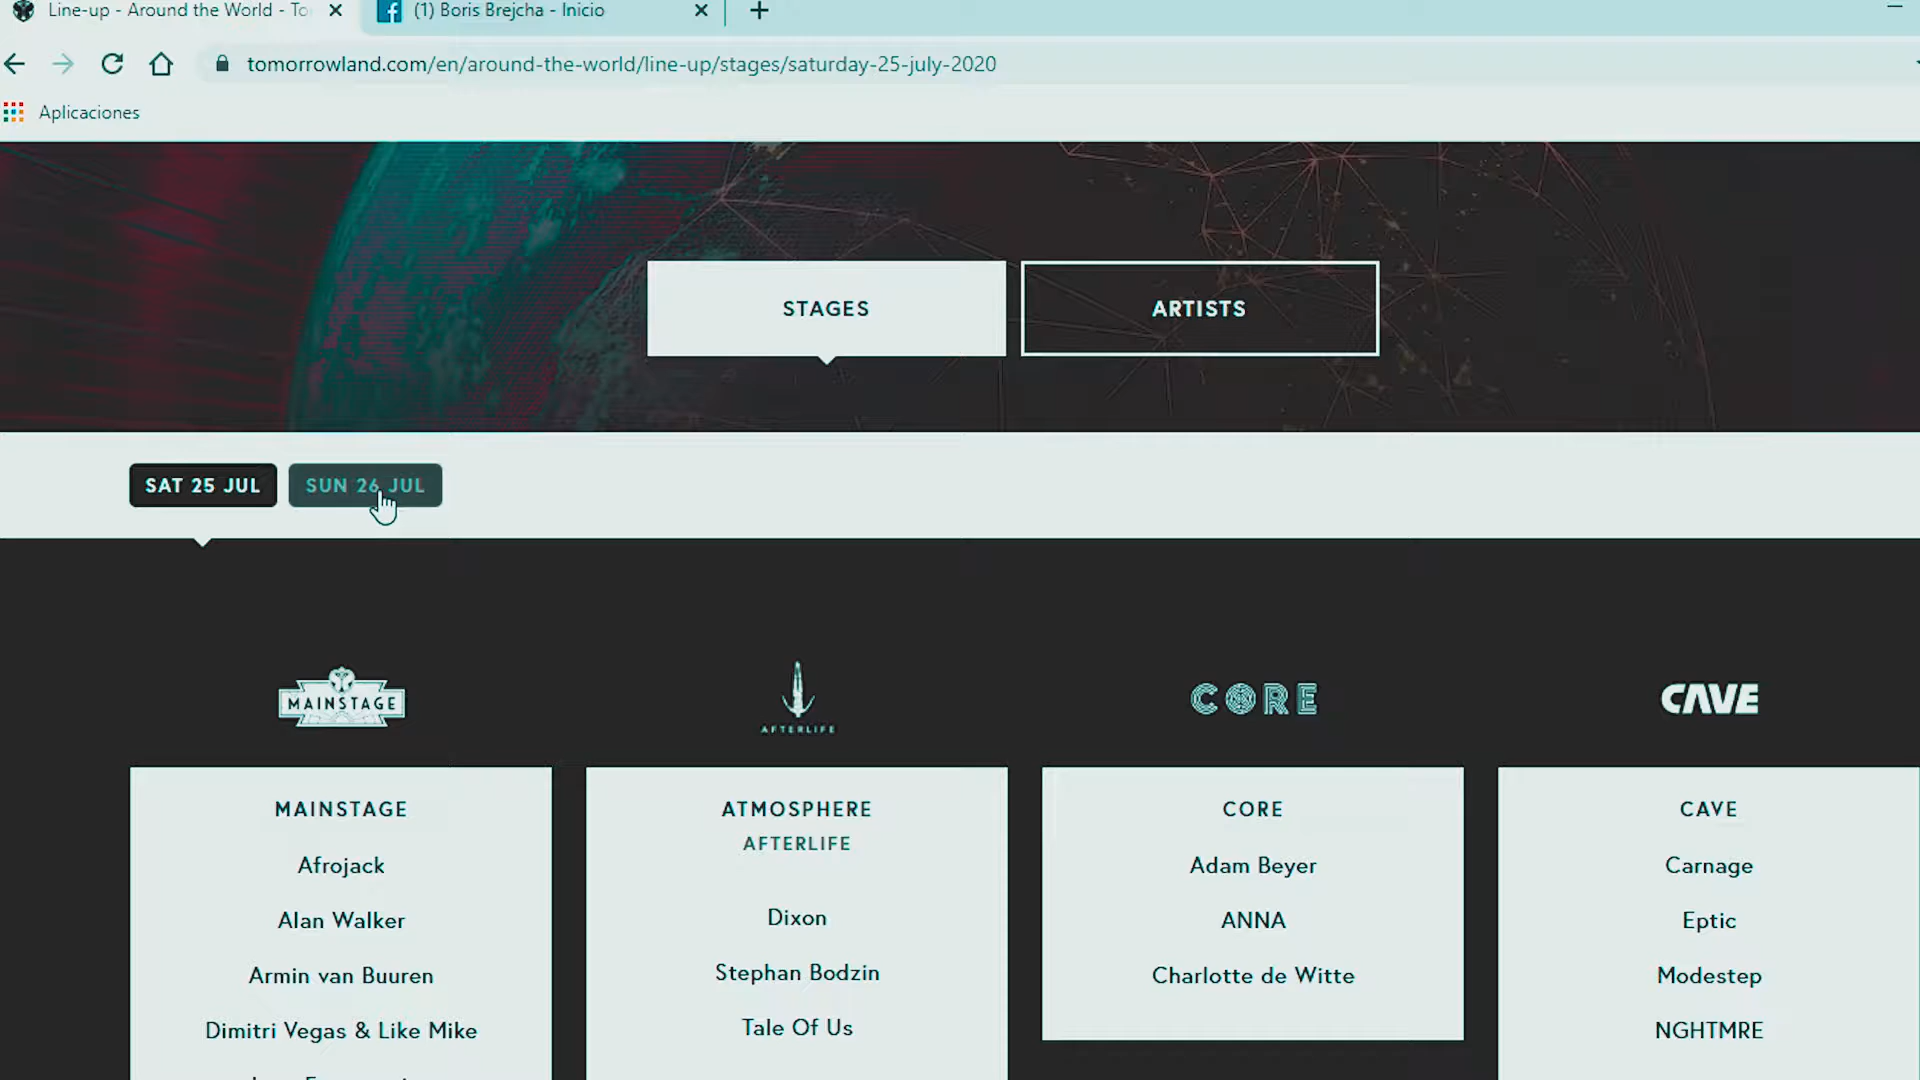 Line-up - Around the World - To
(1) Boris Brejcha - Inicio
tomorrowland.com/en/around-the-world/line-up/stages/saturday-25-july-2020
Aplicaciones
STAGES
ARTISTS
SAT 25 JUL
SUN 26 JUL
MAINSTAGE
AFTERLIFE
CORE
CAVE
MAINSTAGE
Afrojack
Alan Walker
Armin van Buuren
Dimitri Vegas & Like Mike
ATMOSPHERE
AFTERLIFE
Dixon
Stephan Bodzin
Tale Of Us
CORE
Adam Beyer
ANNA
Charlotte de Witte
CAVE
Carnage
Eptic
Modestep
NGHTMRE